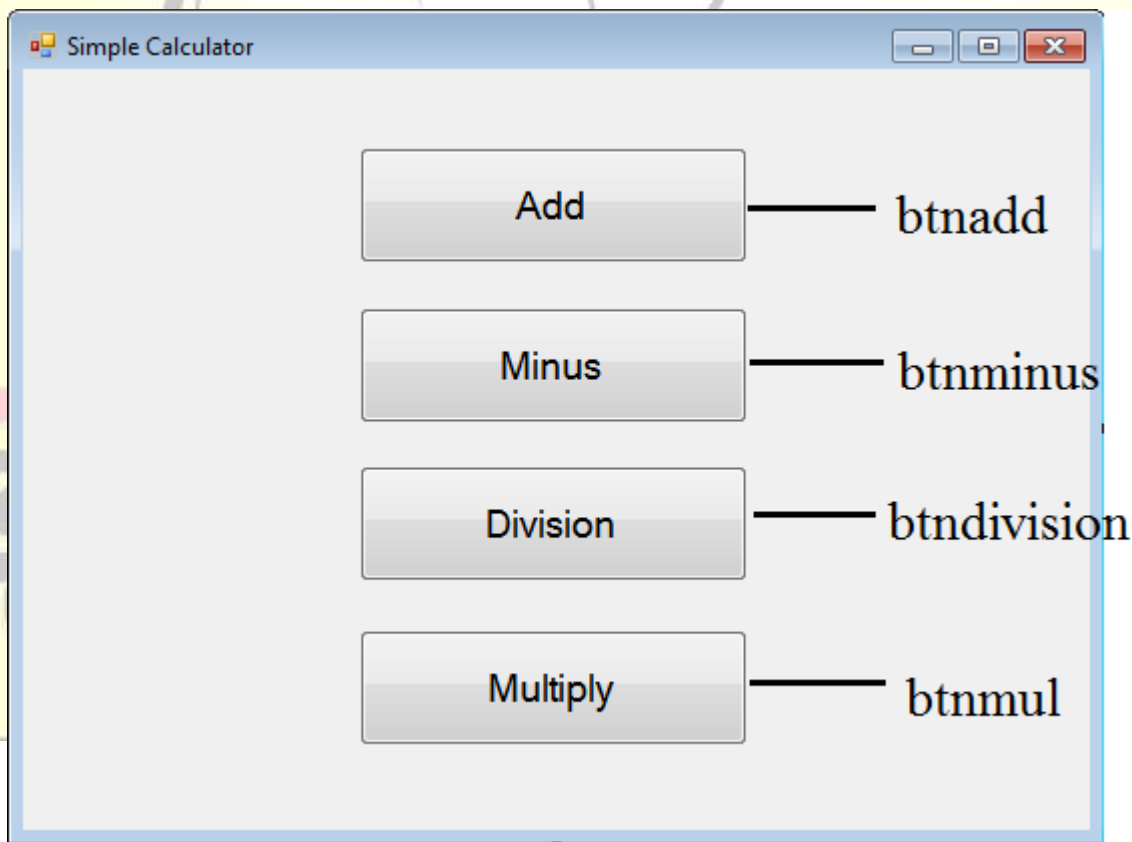 Simple Calculator
Add
btnadd
Minus
btnminus
Division
btndivision
Multiply
btnmul